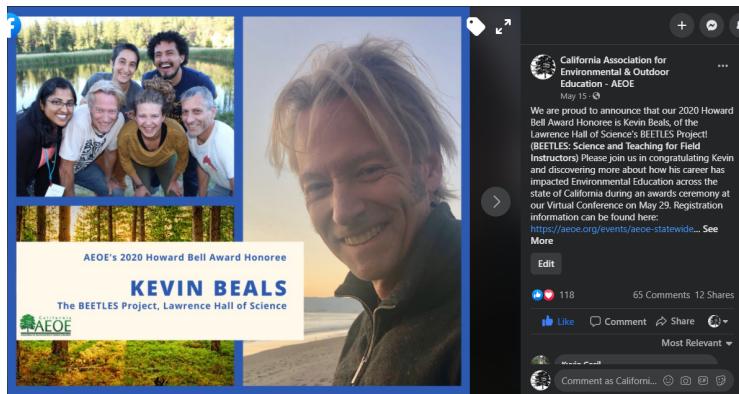 AEOE's 2020 Howard Bell Award Honoree
KEVIN BEALS
The BEETLES Project, Lawrence Hall of Science
California
AEOE
California Association for
Environmental & Outdoor
Education - AEOE
May 15 ·
We are proud to announce that our 2020 Howard
Bell Award Honoree is Kevin Beals, of the
Lawrence Hall of Science's BEETLES Project!
(BEETLES: Science and Teaching for Field
Instructors) Please join us in congratulating Kevin
and discovering more about how his career has
impacted Environmental Education across the
state of California during an awards ceremony at
our Virtual Conference on May 29. Registration
information can be found here:
https://aeoe.org/events/aeoe-statewide... See
More
Edit
118
65 Comments 12 Shares
Like
Comment
Share
Most Relevant
Comment as Californi...
GIF